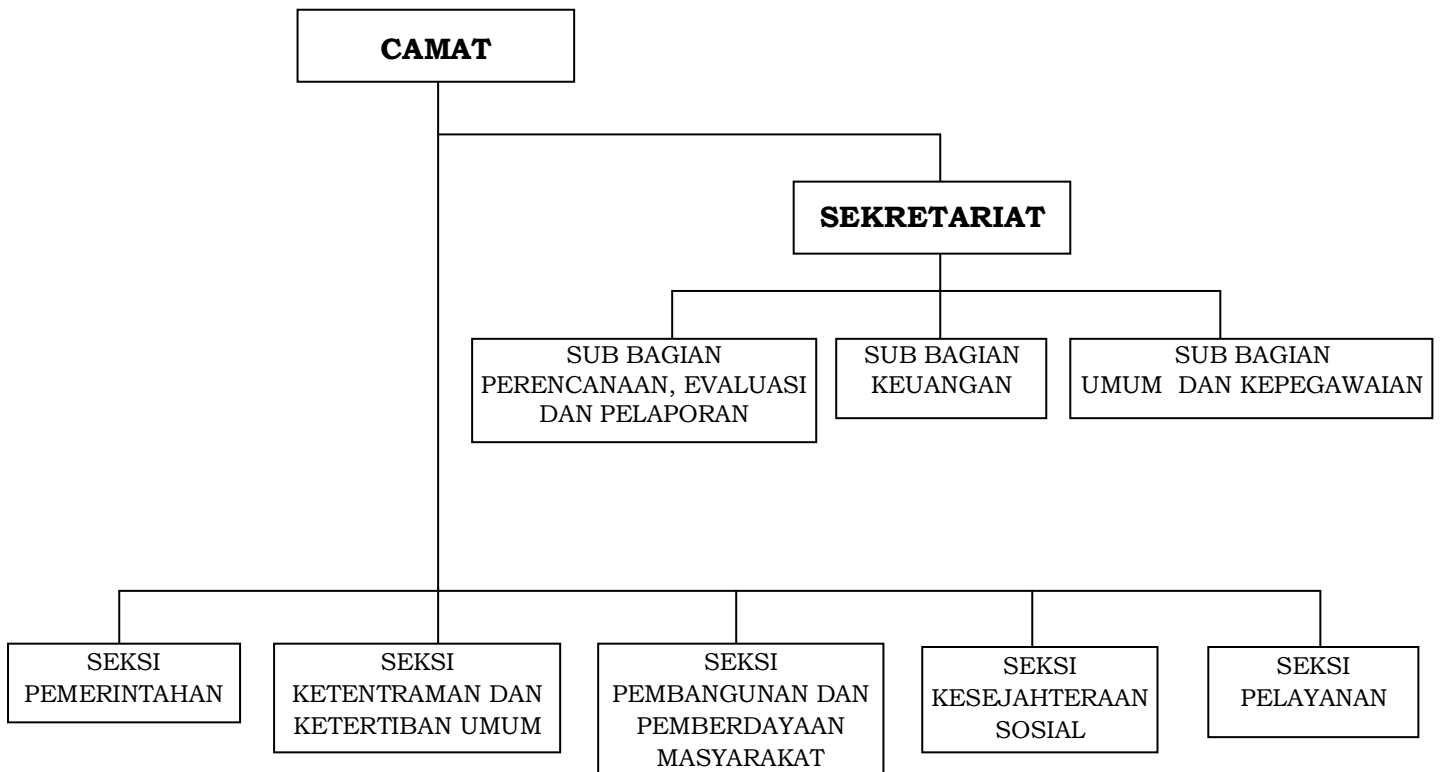 CAMAT
SEKRETARIAT
SUB BAGIAN
PERENCANAAN, EVALUASI
DAN PELAPORAN
SUB BAGIAN
KEUANGAN
SUB BAGIAN
UMUM DAN KEPEGAWAIAN
SEKSI
PEMERINTAHAN
SEKSI
KETENTRAMAN DAN
KETERTIBAN UMUM
SEKSI
PEMBANGUNAN DAN
PEMBERDAYAAN
MASYARAKAT
SEKSI
KESEJAHTERAAN
SOSIAL
SEKSI
PELAYANAN